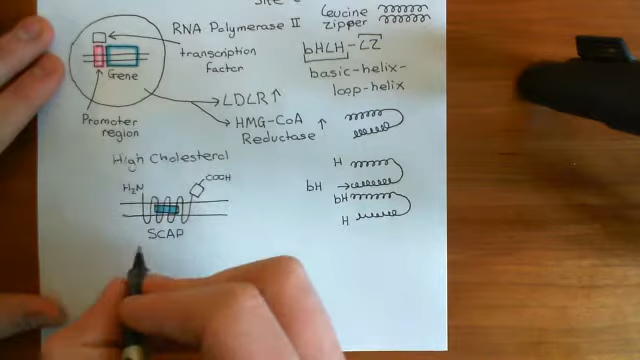 RNA Polymerase II
transcription
factor
Gene
Promoter
region
LDLR↑
HMG-CoA
Reductase ↑
High Cholesterol
H₂N
COOH
SCAP
Leucine
zipper
bHLH-LZ
basic-helix-
loop-helix
H
bH
bH
H